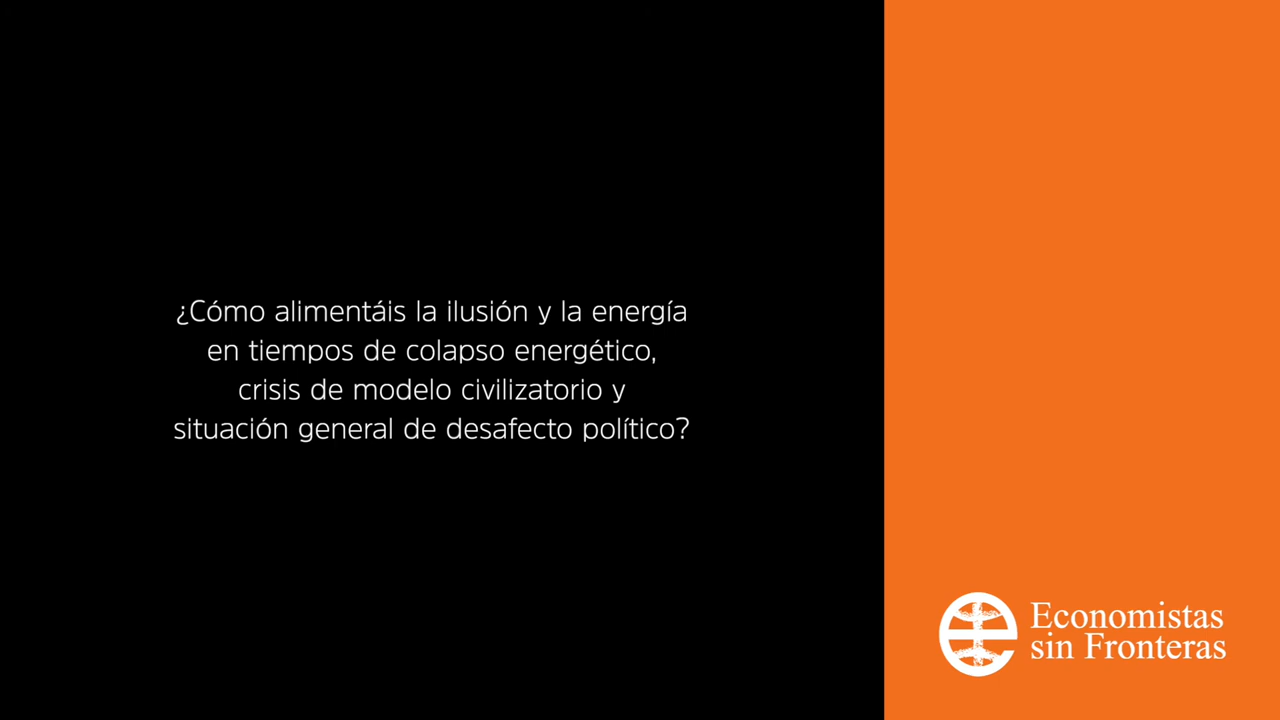 ¿Cómo alimentáis la ilusión y la energía
en tiempos de colapso energético,
crisis de modelo civilizatorio y
situación general de desafecto político?
Economistas
sin Fronteras